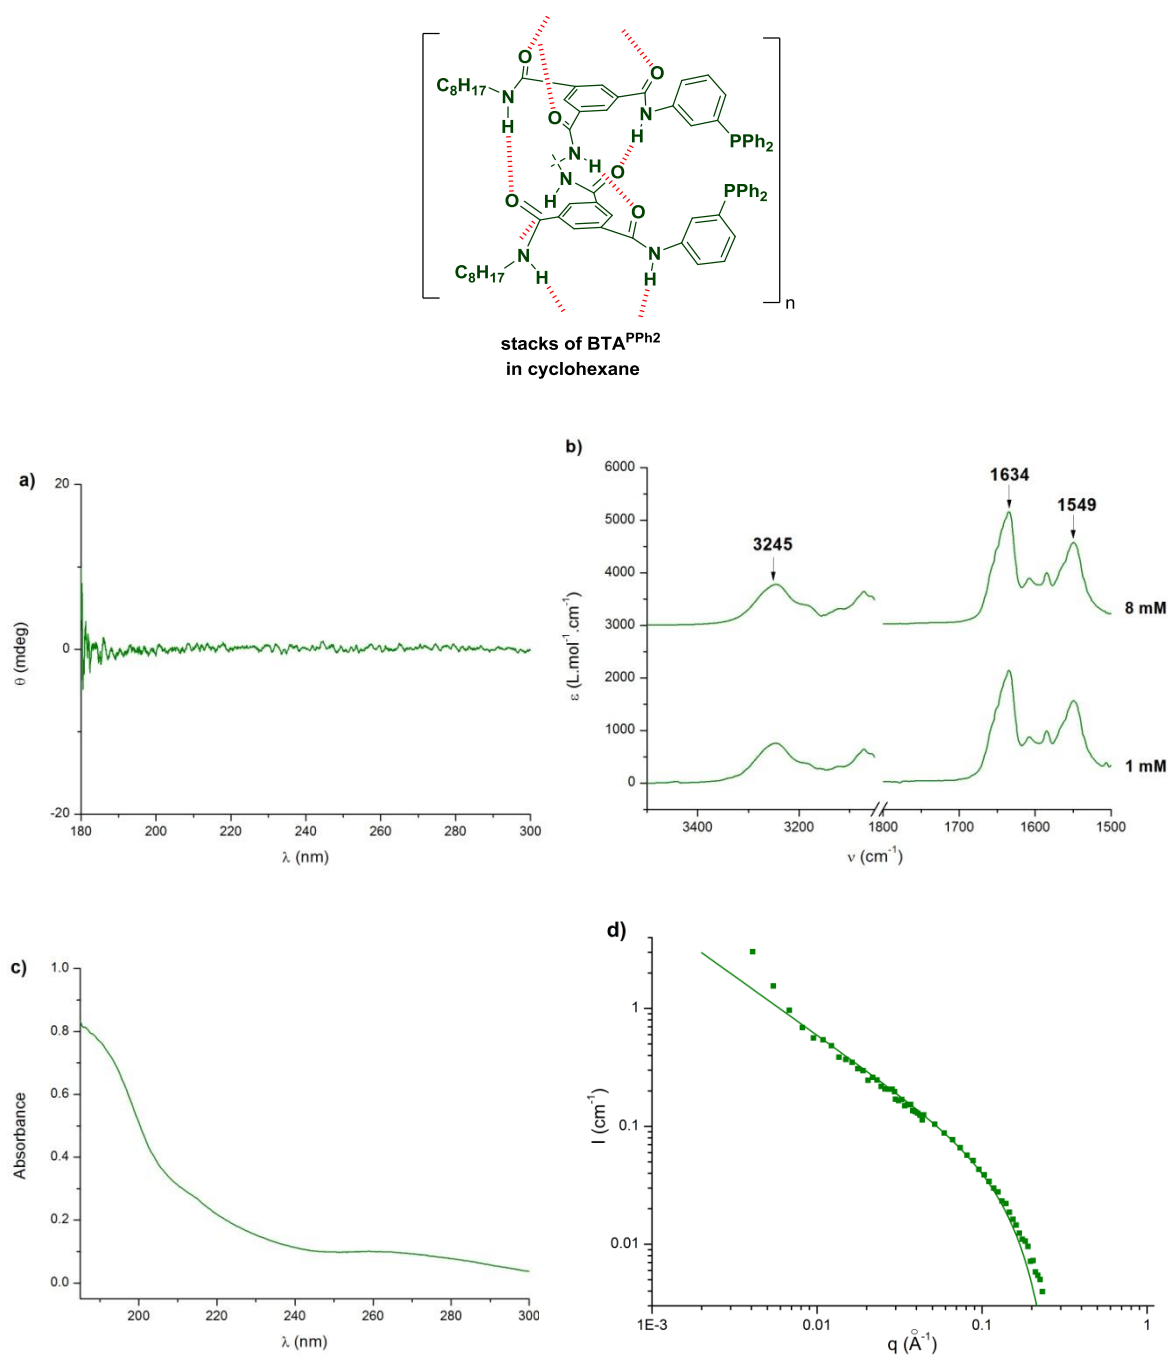 O
O
C8H17
N
H
O
N
H
PPh2
O
N
H
N
H
O
PPh2
O
O
N
H
C8H17
N
H
n
stacks of BTA^PPh2
in cyclohexane
a)
20
0
-20
θ (mdeg)
180 200 220 240 260 280 300
λ (nm)
b)
6000
5000
4000
3000
2000
1000
0
ε (L.mol⁻¹.cm⁻¹)
3245
1634
1549
8 mM
1 mM
3400 3200 1800 1700 1600 1500
ν (cm⁻¹)
c)
1.0
0.8
0.6
0.4
0.2
0.0
Absorbance
200 220 240 260 280 300
λ (nm)
d)
1
0.1
0.01
I (cm⁻¹)
1E-3 0.01 0.1 1
q (Å⁻¹)